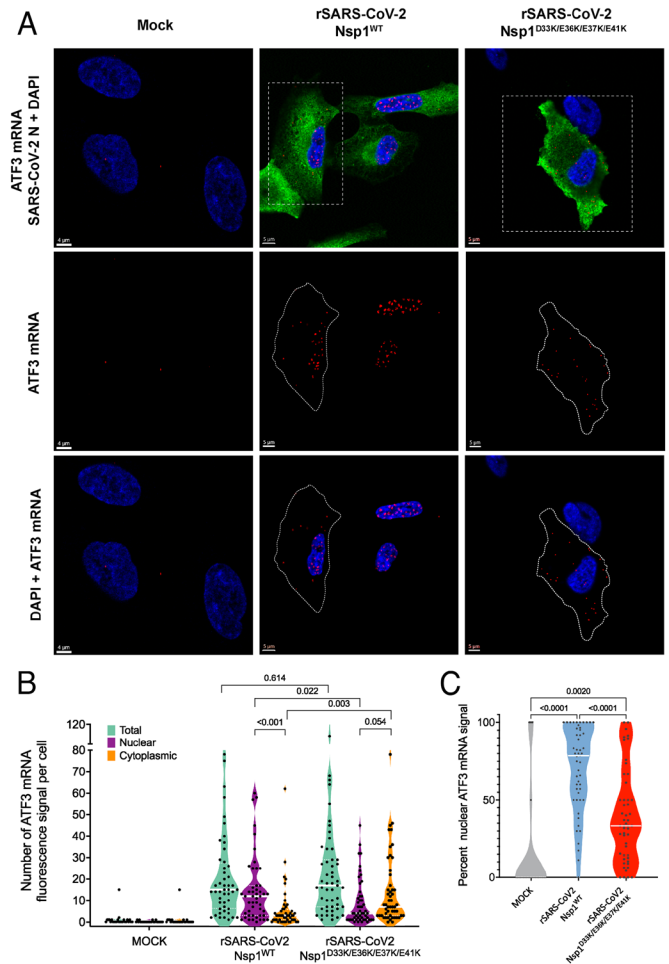 A
Mock
rSARS-CoV-2
Nsp1WT
rSARS-CoV-2
Nsp1D33K/E36K/E37K/E41K
ATF3 mRNA
SARS-CoV-2 N + DAPI
4 µm
5 µm
5 µm
ATF3 mRNA
4 µm
5 µm
5 µm
DAPI + ATF3 mRNA
4 µm
5 µm
5 µm
B
0.614
0.022
0.003
<0.001
0.054
Total
Nuclear
Cytoplasmic
Number of ATF3 mRNA
fluorescence signal per cell
120
80
80
70
60
50
40
30
20
10
0
MOCK
rSARS-CoV2
Nsp1WT
rSARS-CoV2
Nsp1D33K/E36K/E37K/E41K
C
0.0020
<0.0001
<0.0001
Percent nuclear ATF3 mRNA signal
100
50
0
MOCK
rSARS-CoV2
Nsp1WT
rSARS-CoV2
Nsp1D33K/E36K/E37K/E41K